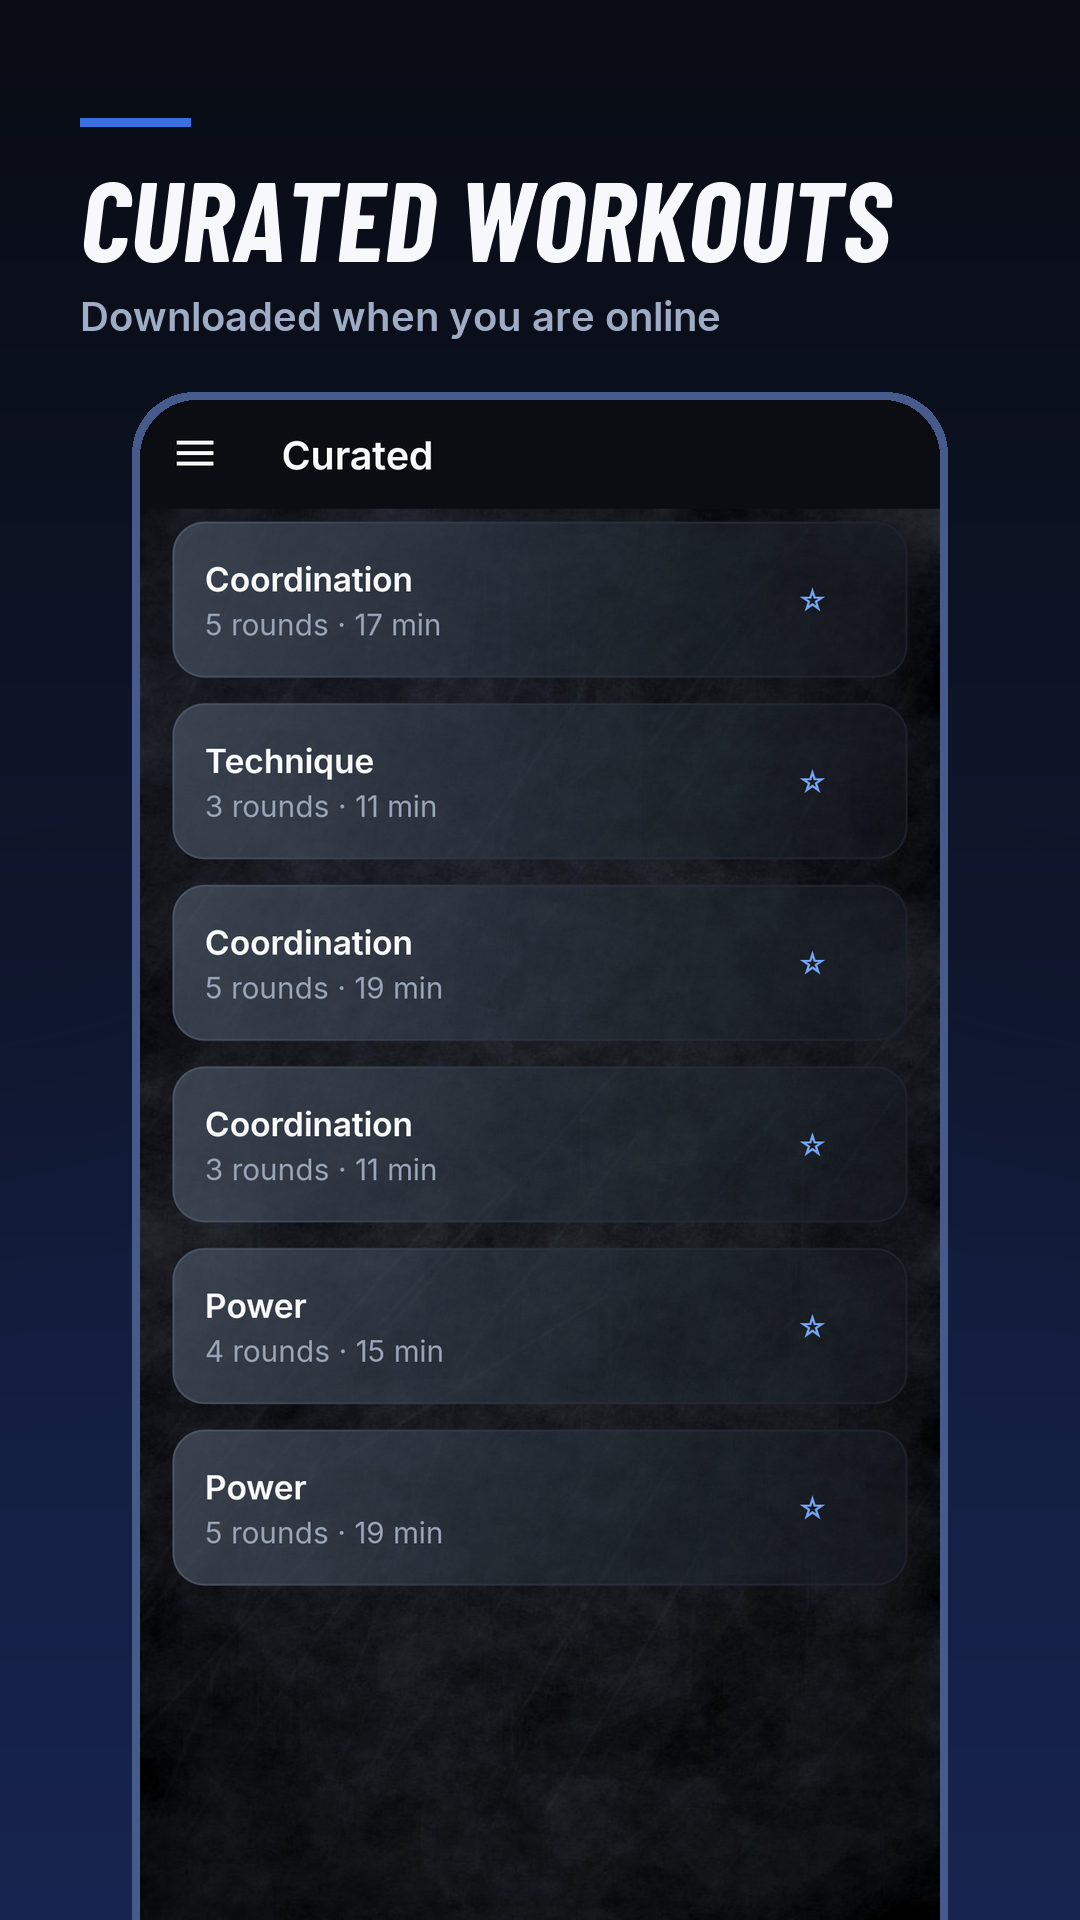 CURATED WORKOUTS
Downloaded when you are online
Curated
Coordination
5 rounds · 17 min
Technique
3 rounds · 11 min
Coordination
5 rounds · 19 min
Coordination
3 rounds · 11 min
Power
4 rounds · 15 min
Power
5 rounds · 19 min